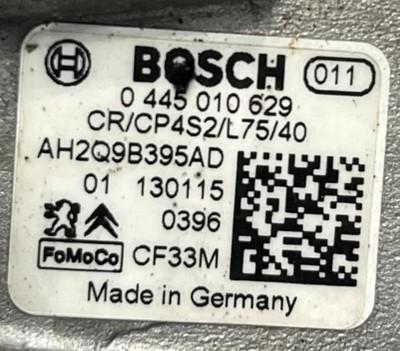 BOSCH 011
0 445 010 629
CR/CP4S2/L75/40
AH2Q9B395AD
01 130115
0396
FoMoCo CF33M
Made in Germany